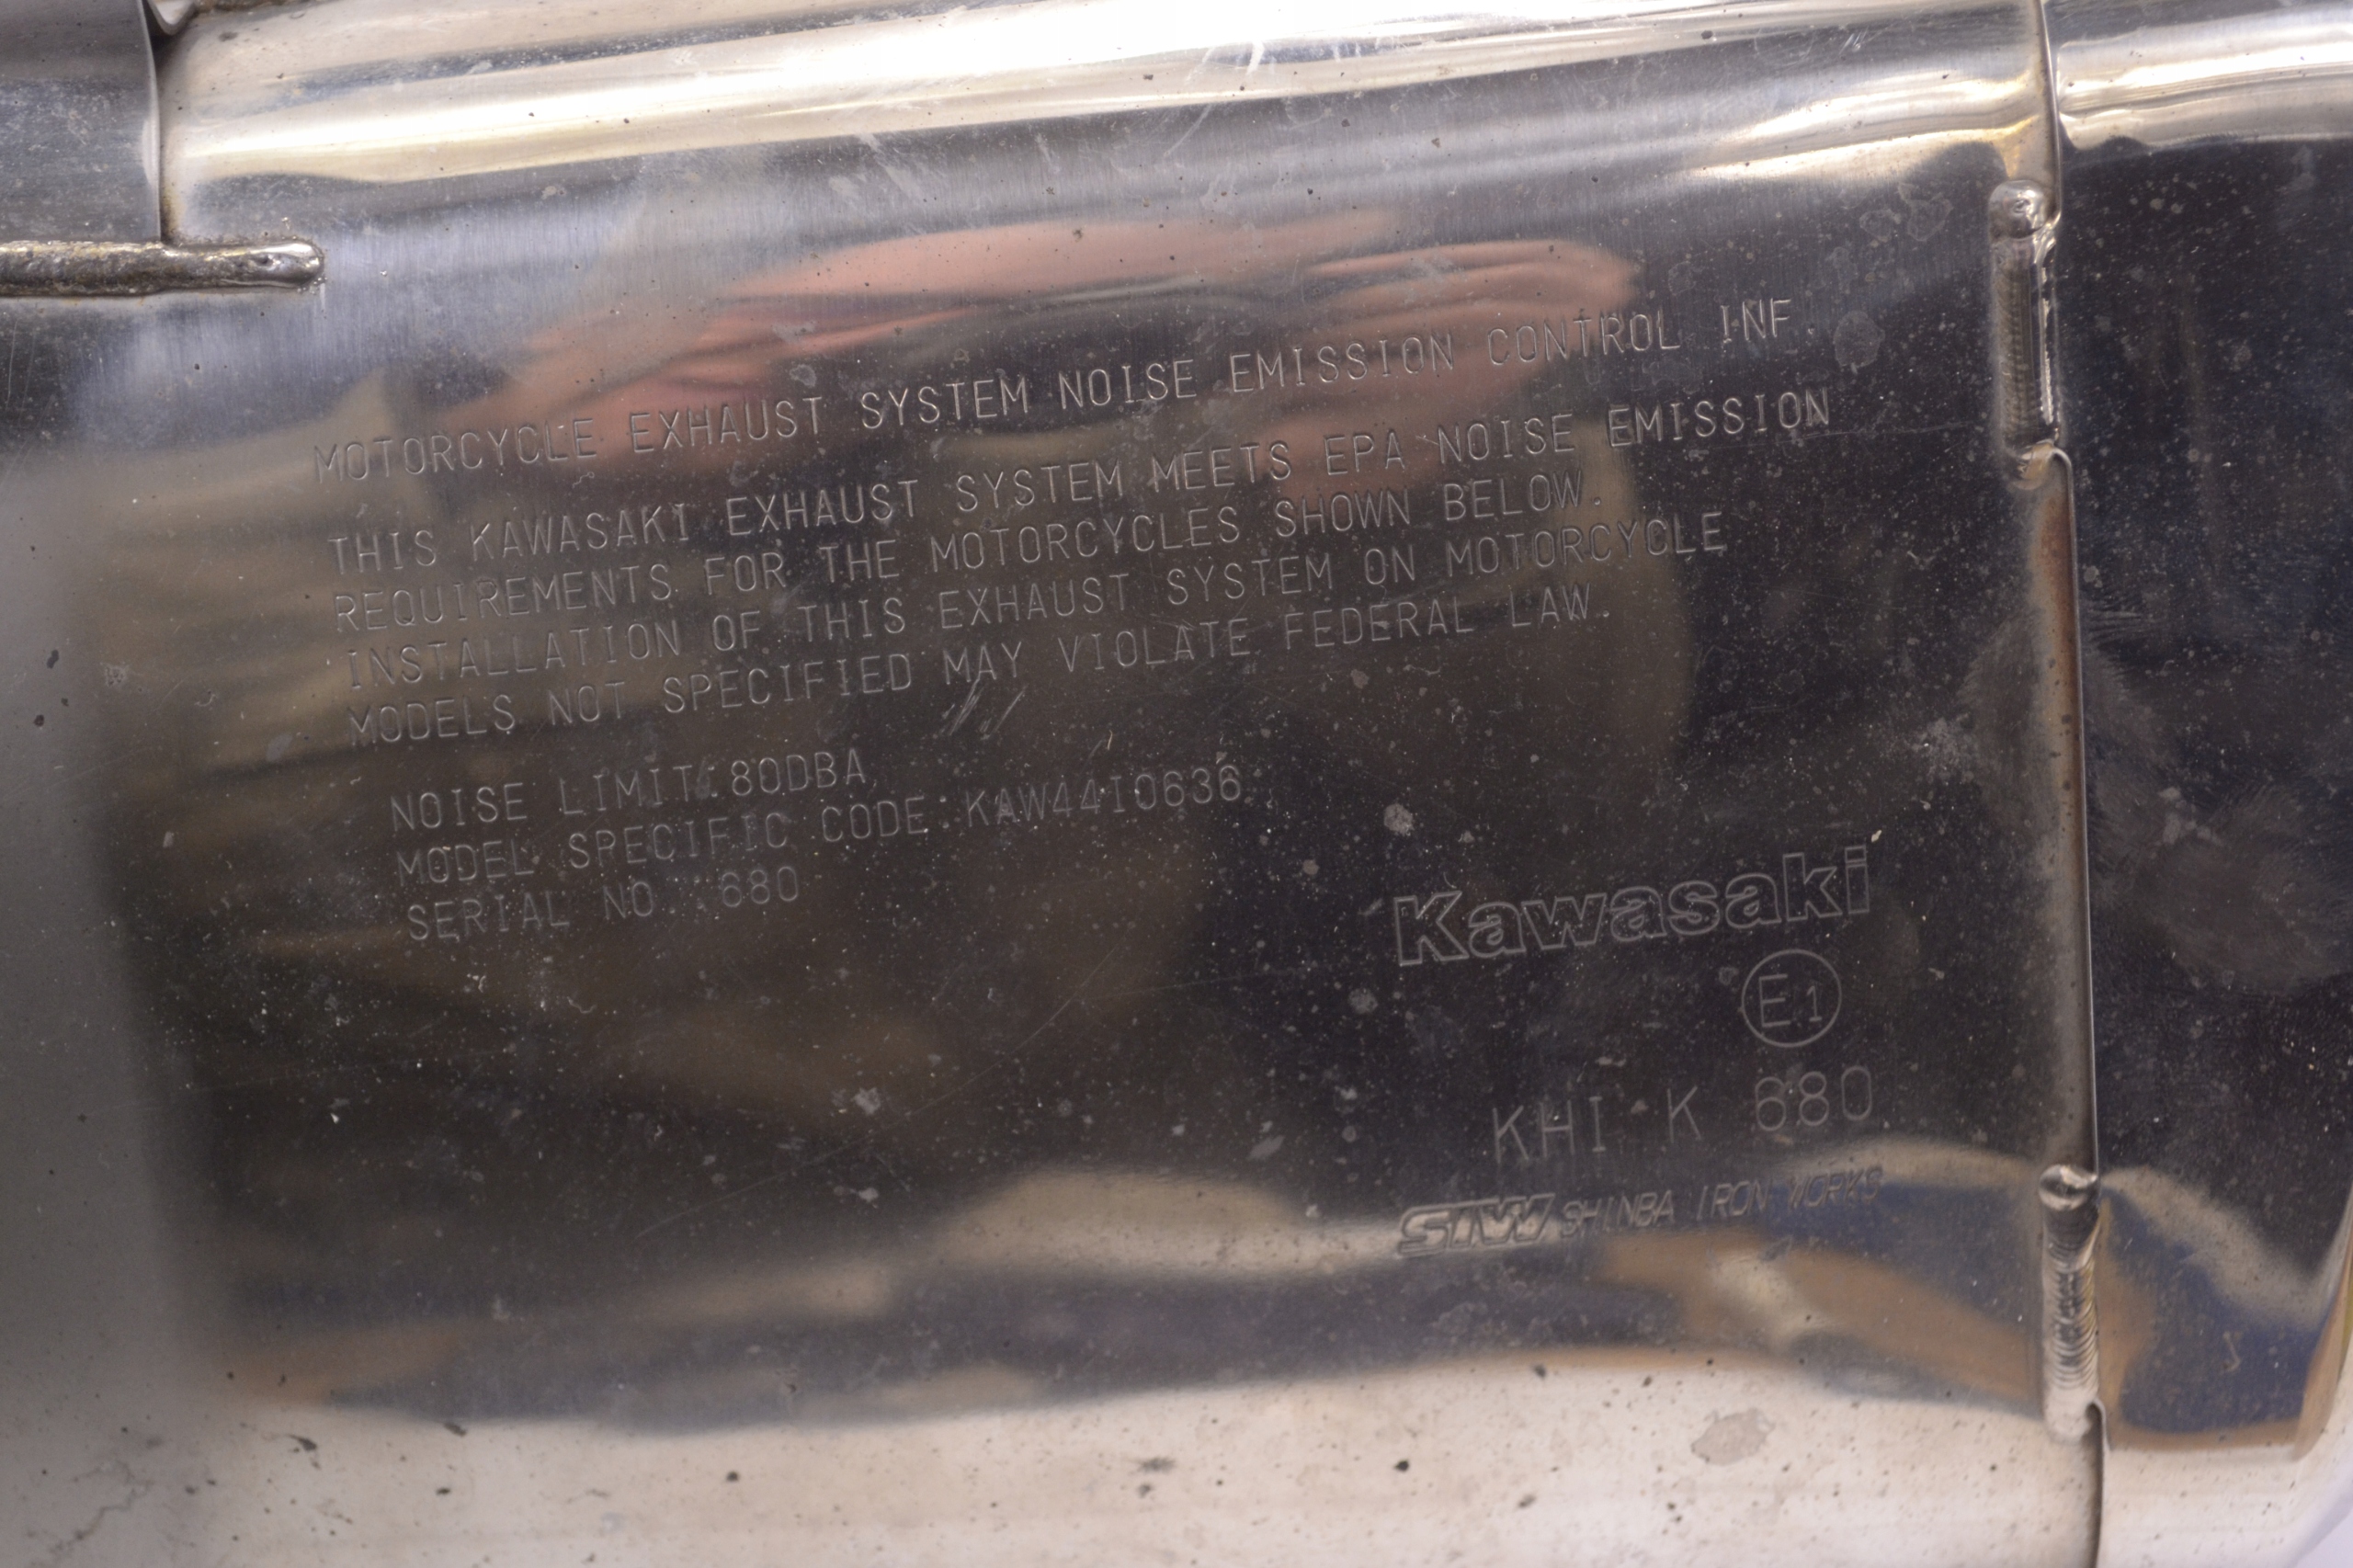 MOTORCYCLE EXHAUST SYSTEM NOISE EMISSION CONTROL INF.
THIS KAWASAKI EXHAUST SYSTEM MEETS EPA NOISE EMISSION
REQUIREMENTS FOR THE MOTORCYCLES SHOWN BELOW.
INSTALLATION OF THIS EXHAUST SYSTEM ON MOTORCYCLE
MODELS NOT SPECIFIED MAY VIOLATE FEDERAL LAW.
NOISE LIMIT:80DBA
MODEL SPECIFIC CODE:KAW44I0636
SERIAL NO. :680
Kawasaki
E1
KHI K 680
SIW SHINBA IRON WORKS